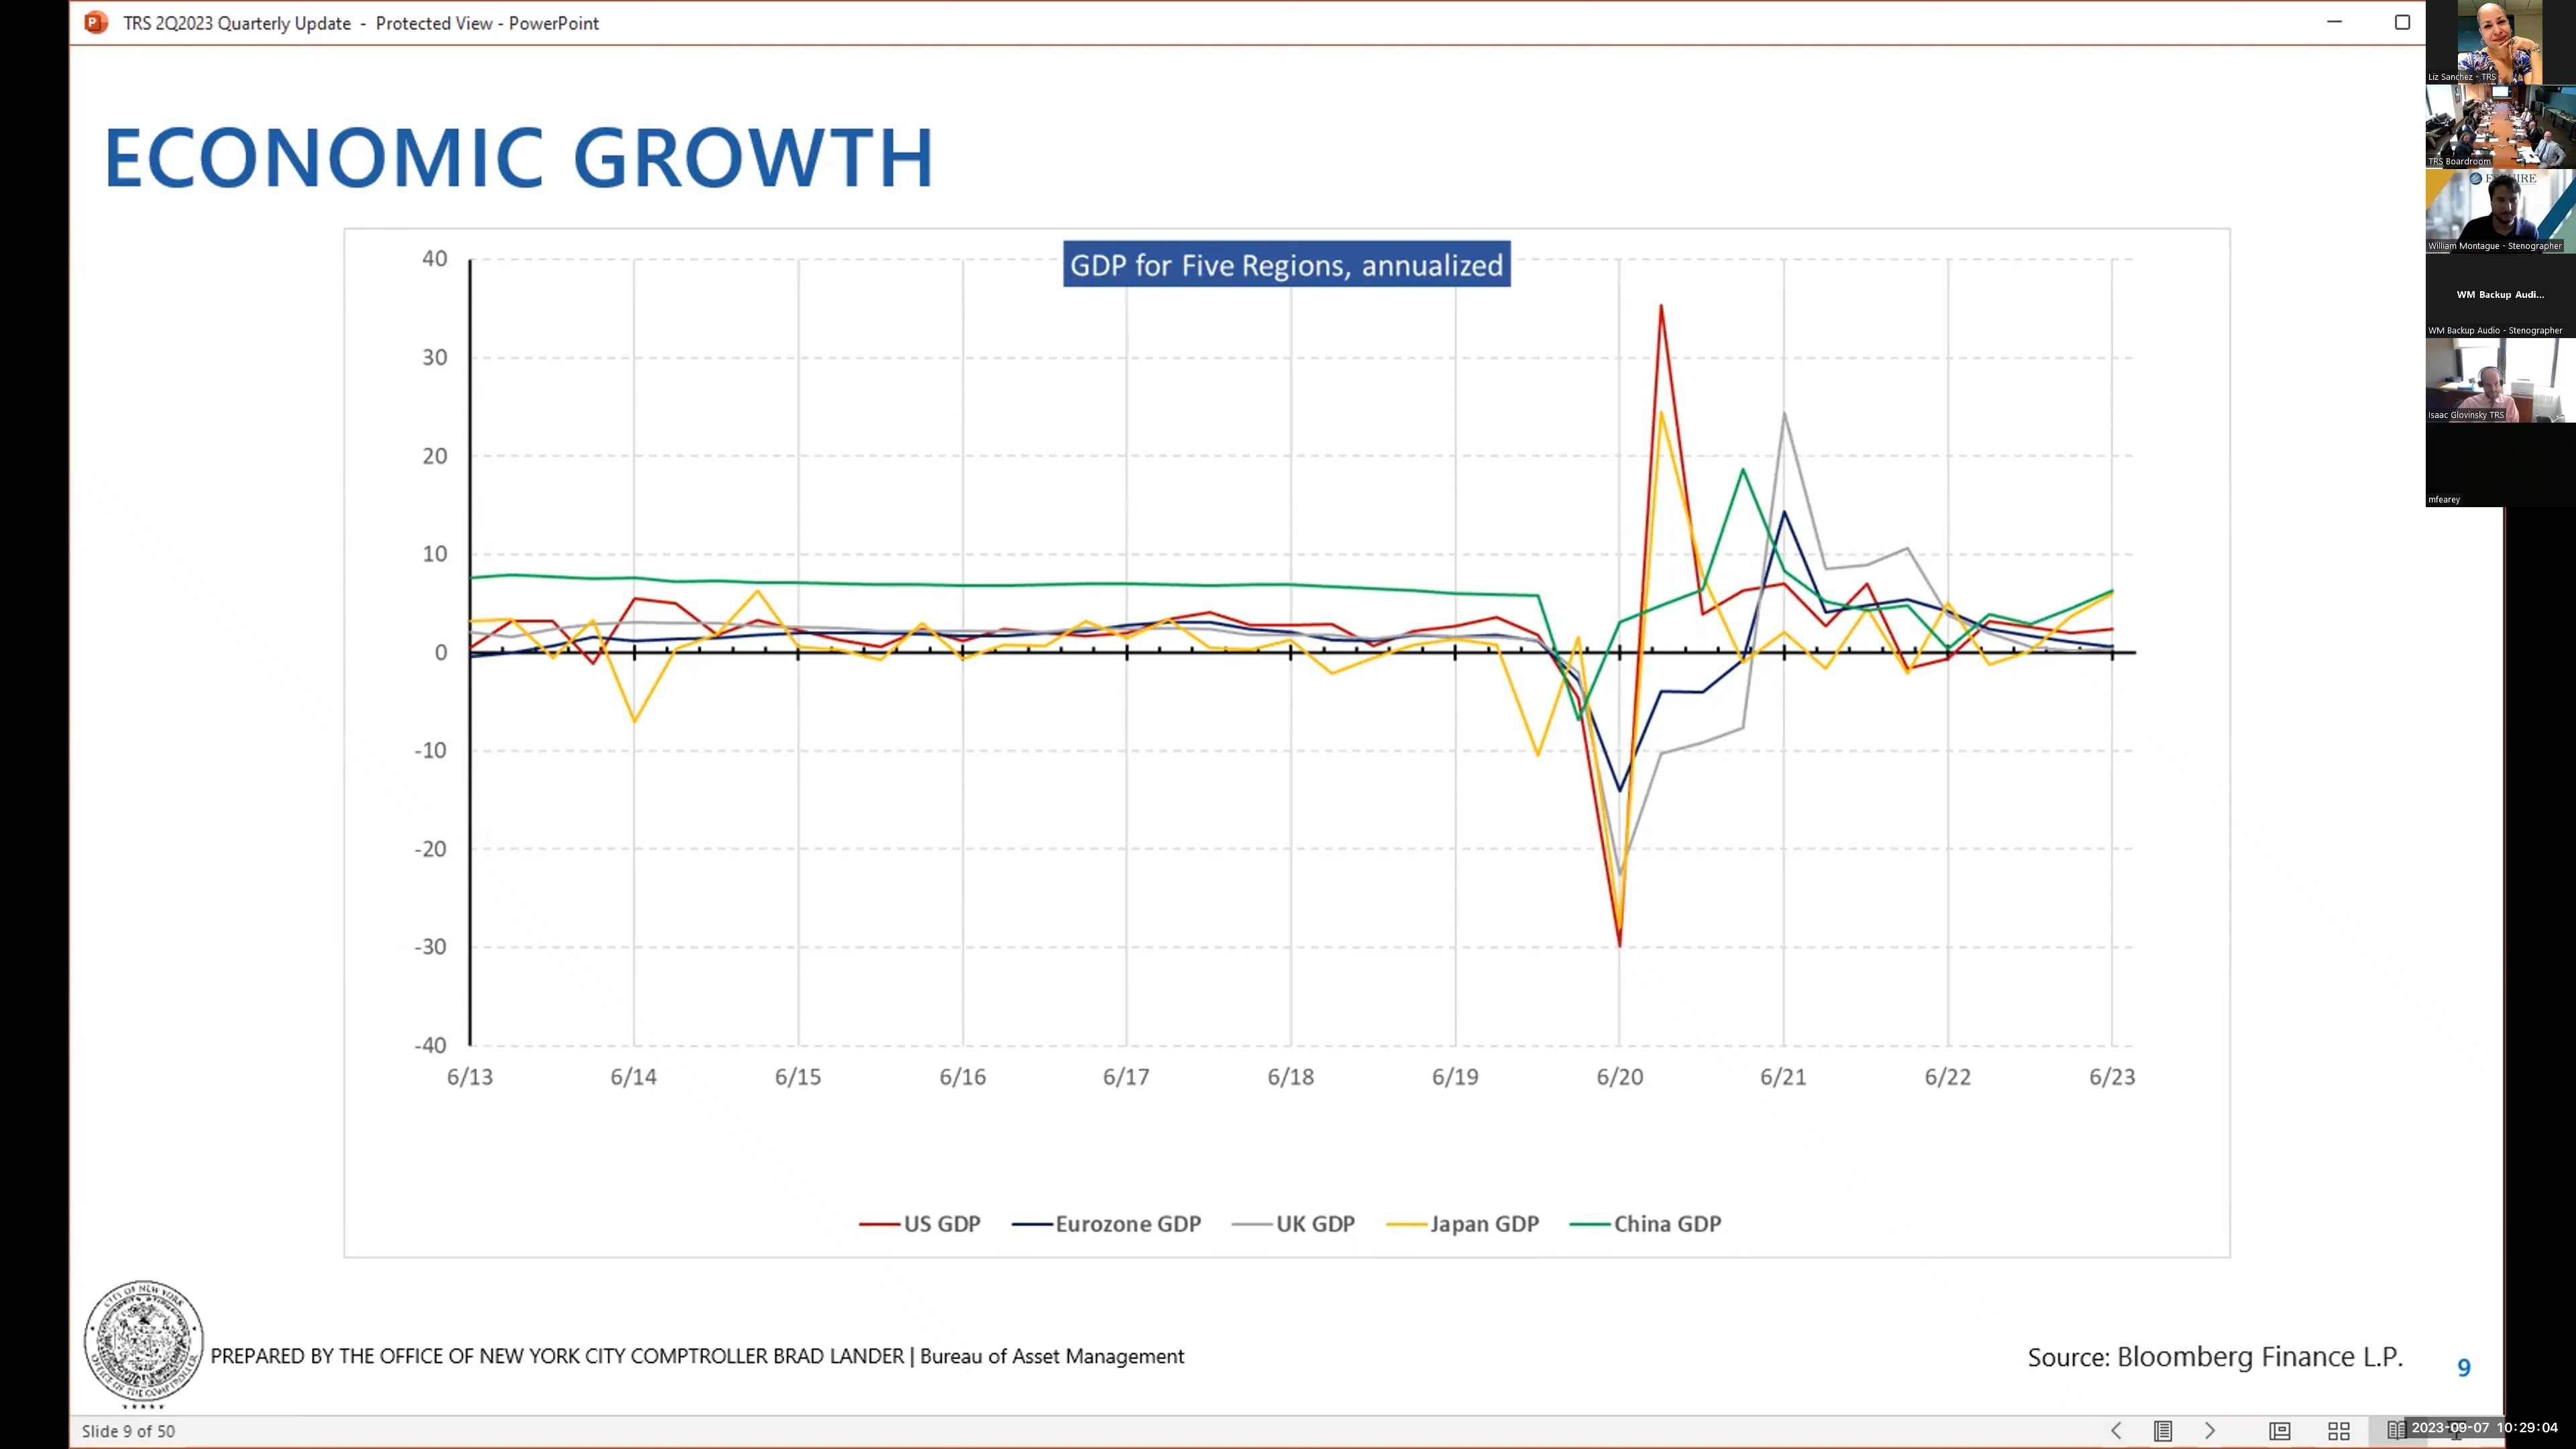 TRS 2Q2023 Quarterly Update - Protected View - PowerPoint
ECONOMIC GROWTH
GDP for Five Regions, annualized
40
30
20
10
0
-10
-20
-30
-40
6/13 6/14 6/15 6/16 6/17 6/18 6/19 6/20 6/21 6/22 6/23
US GDP Eurozone GDP UK GDP Japan GDP China GDP
PREPARED BY THE OFFICE OF NEW YORK CITY COMPTROLLER BRAD LANDER | Bureau of Asset Management
Source: Bloomberg Finance L.P.
9
Slide 9 of 50
2023-09-07 10:29:04
Liz Sanchez - TRS
TRS Boardroom
William Montague - Stenographer
WM Backup Audi...
WM Backup Audio - Stenographer
Isaac Glovinsky TRS
mfearey